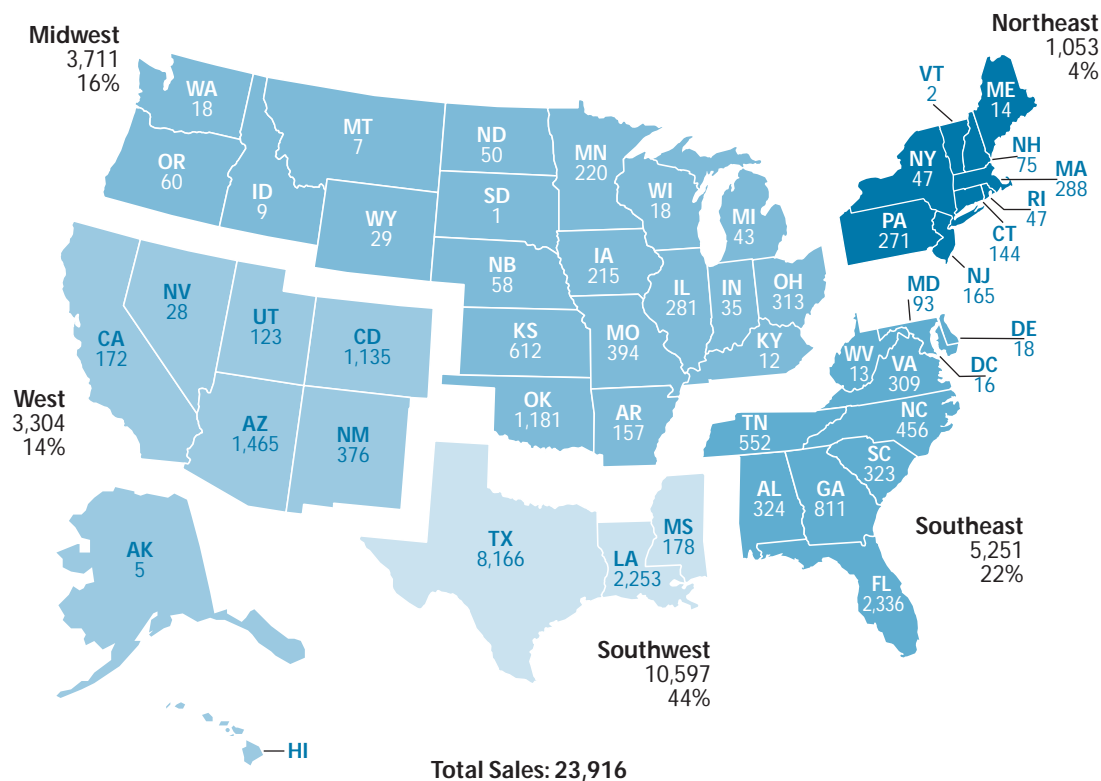 Midwest
3,711
16%
Northeast
1,053
4%
VT
2
ME
14
WA
18
MT
7
ND
50
MN
220
NY
47
NH
75
MA
288
OR
60
ID
9
SD
1
WI
18
MI
43
RI
47
WY
29
PA
271
CT
144
NB
58
IA
215
NJ
165
NV
28
IL
281
IN
35
OH
313
MD
93
UT
123
CD
1,135
KS
612
MO
394
DE
18
CA
172
KY
12
WV
13
VA
309
DC
16
West
3,304
14%
OK
1,181
AR
157
NC
456
TN
552
AZ
1,465
NM
376
SC
323
AL
324
GA
811
MS
178
TX
8,166
Southeast
5,251
22%
AK
5
LA
2,253
FL
2,336
Southwest
10,597
44%
HI
Total Sales: 23,916